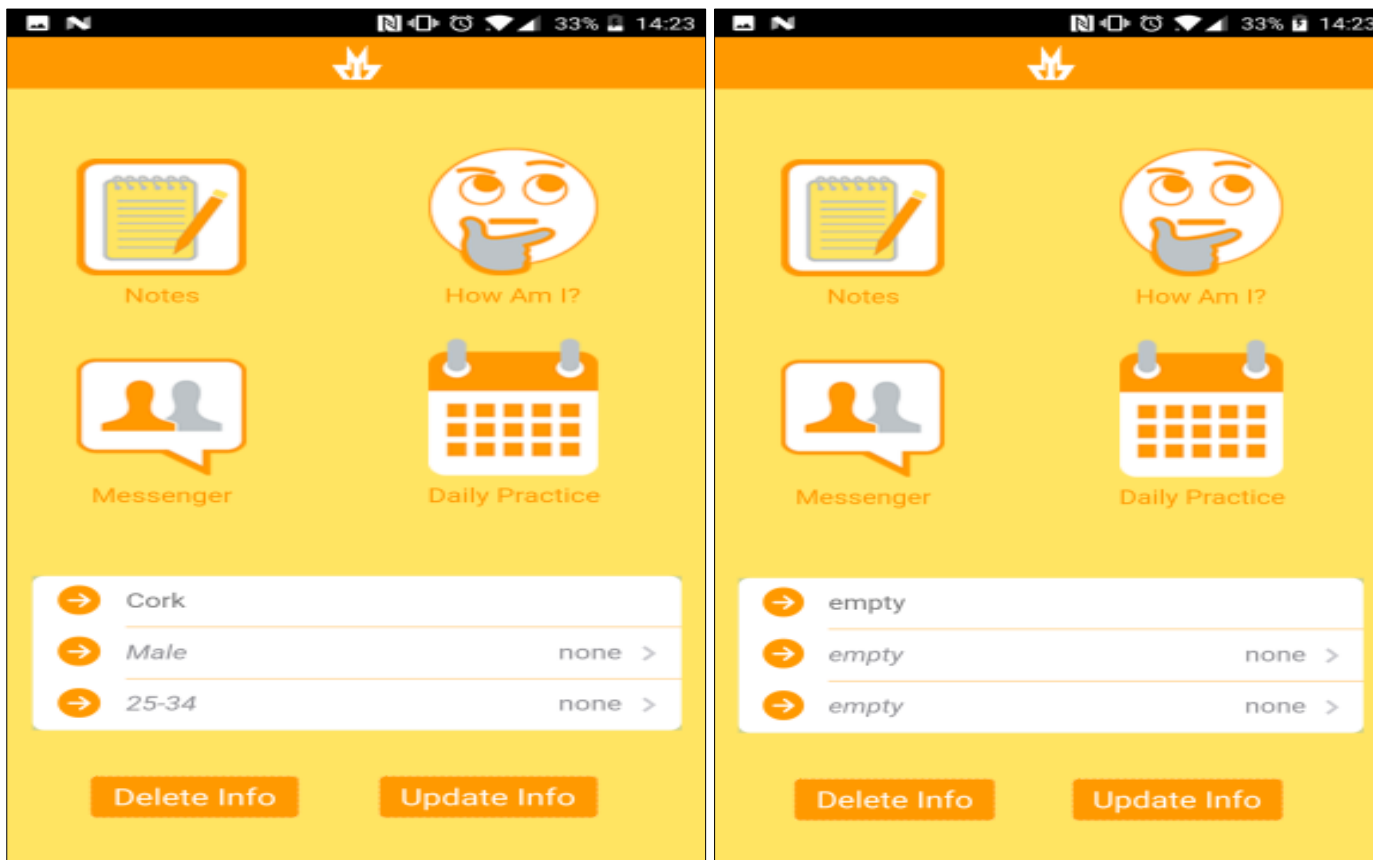 33% 14:23
Notes How Am I?
Messenger Daily Practice
Cork
Male none >
25-34 none >
Delete Info Update Info
33% 14:23
Notes How Am I?
Messenger Daily Practice
empty
empty none >
empty none >
Delete Info Update Info